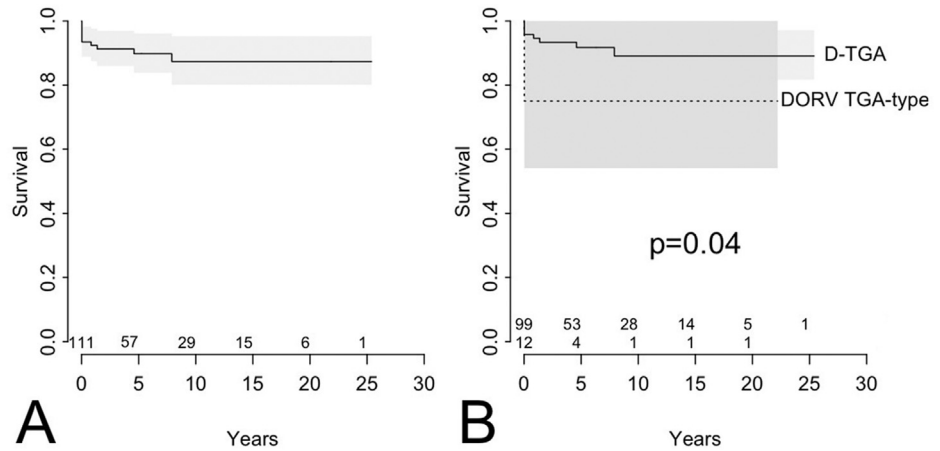 1.0
0.8
0.6
0.4
0.2
0.0
Survival
111 57 29 15 6 1
0 5 10 15 20 25 30
Years
A
1.0
0.8
0.6
0.4
0.2
0.0
Survival
D-TGA
DORV TGA-type
p=0.04
99 53 28 14 5 1
12 4 1 1 1
0 5 10 15 20 25 30
Years
B